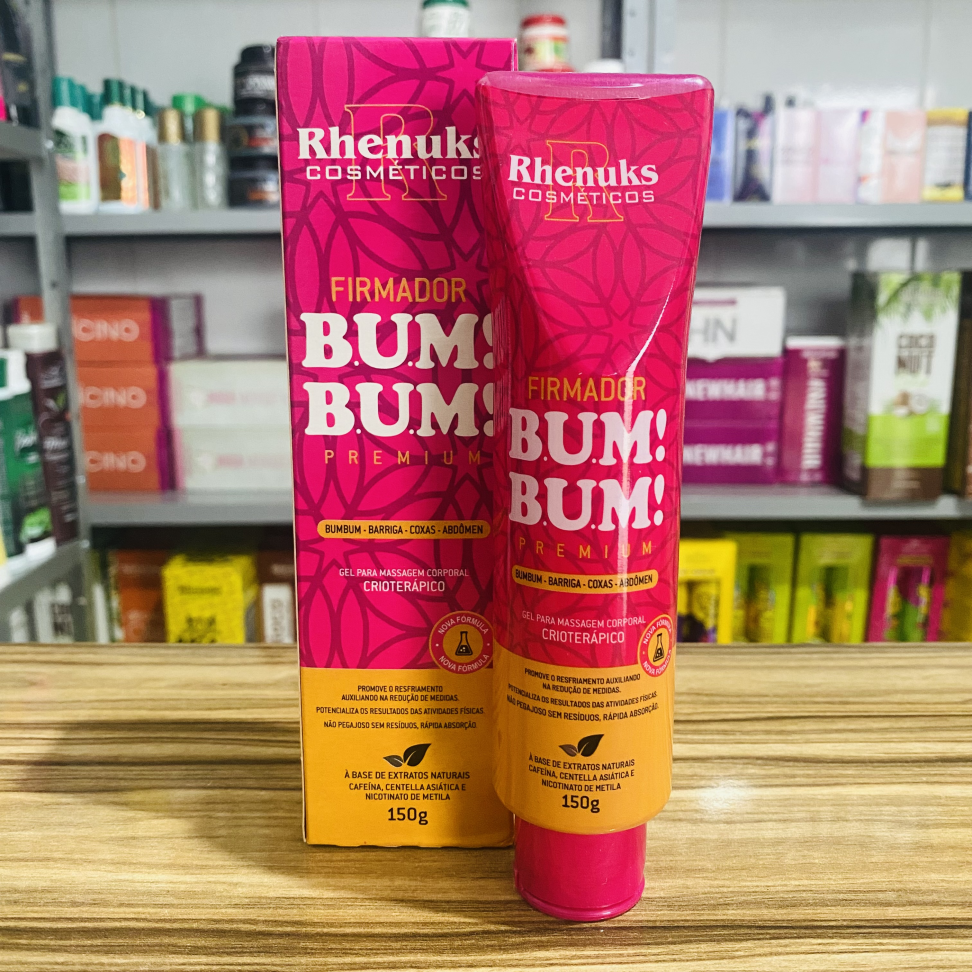 Rhenuks
COSMÉTICOS
FIRMADOR
B.U.M!
B.U.M!
PREMIUM
BUMBUM - BARRIGA - COXAS - ABDÔMEN
GEL PARA MASSAGEM CORPORAL
CRIOTERÁPICO
NOVA FÓRMULA
NOVA FÓRMULA
PROMOVE O RESFRIAMENTO
AUXILIANDO NA REDUÇÃO DE MEDIDAS.
POTENCIALIZA OS RESULTADOS DAS ATIVIDADES FÍSICAS.
NÃO PEGAJOSO SEM RESÍDUOS, RÁPIDA ABSORÇÃO.
À BASE DE EXTRATOS NATURAIS
CAFEÍNA, CENTELLA ASIÁTICA E
NICOTINATO DE METILA
150g
Rhenuks
COSMÉTICOS
FIRMADOR
B.U.M!
B.U.M!
PREMIUM
BUMBUM - BARRIGA - COXAS - ABDÔMEN
GEL PARA MASSAGEM CORPORAL
CRIOTERÁPICO
NOVA FÓRMULA
NOVA FÓRMULA
PROMOVE O RESFRIAMENTO AUXILIANDO
NA REDUÇÃO DE MEDIDAS.
POTENCIALIZA OS RESULTADOS DAS ATIVIDADES FÍSICAS.
NÃO PEGAJOSO SEM RESÍDUOS, RÁPIDA ABSORÇÃO.
À BASE DE EXTRATOS NATURAIS
CAFEÍNA, CENTELLA ASIÁTICA E
NICOTINATO DE METILA
150g
CINO
CINO
CINO
HN
NEWHAIR
NEWHAIR
COCO
NUT